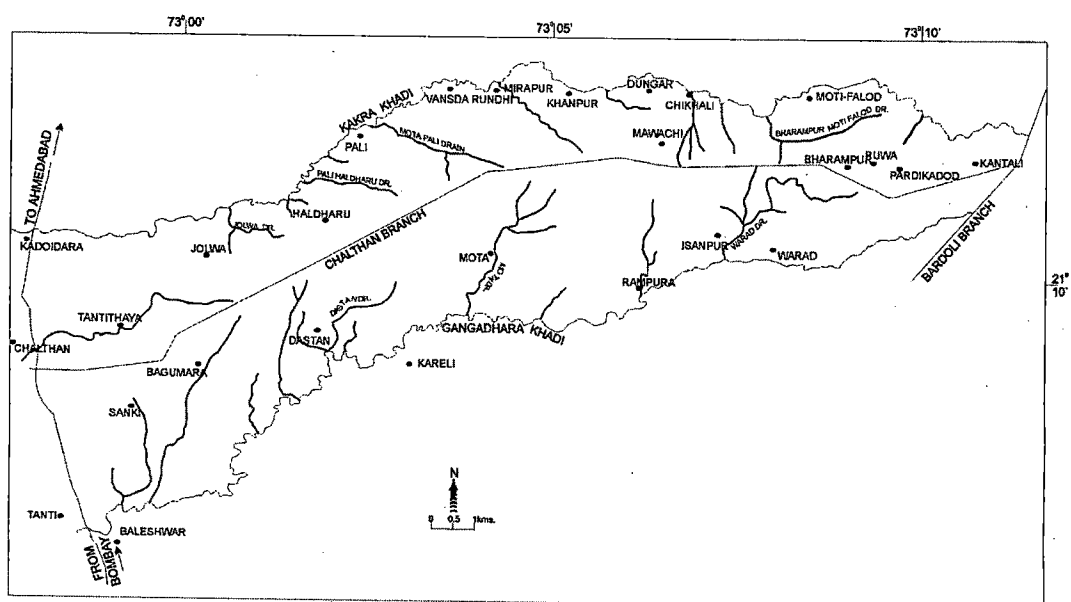 73° 00'
73° 05'
73° 10'
TO AHMEDABAD
KAKRA KHADI
VANSDA RUNDHI
MIRAPUR
KHANPUR
DUNGAR
CHIKHALI
MOTI-FALOD
MAWACHI
BHARAMPUR MOTI FALOD DR.
PALI
MOTA PALI DRAIN
BHARAMPUR
RUWA
PARDIKADOD
KANTALI
PALI HALDHARU DR.
HALDHARU
KADOIDARA
JOLWA DR.
JOLWA
CHALTHAN BRANCH
MOTA
ISANPUR
WARAD DR.
WARAD
BARDOLI BRANCH
RAMPURA
21°
10'
DASTAN DR.
TANTITHAYA
DASTAN
GANGADHARA KHADI
CHALTHAN
BAGUMARA
KARELI
SANKI
N
0 0.5 1kms.
TANTI
BALESHWAR
FROM
BOMBAY